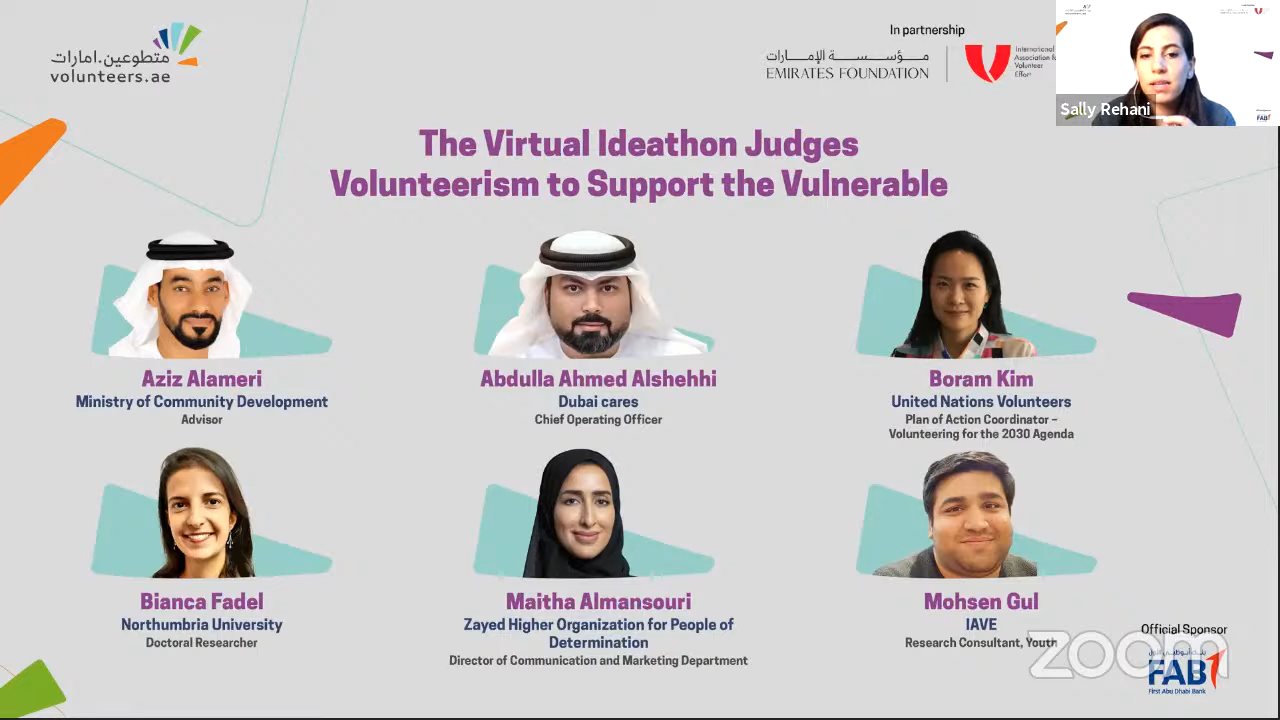 متطوعين.امارات
volunteers.ae
In partnership
مؤسسة الإمارات
EMIRATES FOUNDATION
International
Association for
Volunteer
Effort
Sally Rehani
FAB
The Virtual Ideathon Judges
Volunteerism to Support the Vulnerable
Aziz Alameri
Ministry of Community Development
Advisor
Abdulla Ahmed Alshehhi
Dubai cares
Chief Operating Officer
Boram Kim
United Nations Volunteers
Plan of Action Coordinator –
Volunteering for the 2030 Agenda
Bianca Fadel
Northumbria University
Doctoral Researcher
Maitha Almansouri
Zayed Higher Organization for People of
Determination
Director of Communication and Marketing Department
Mohsen Gul
IAVE
Research Consultant, Youth
Official Sponsor
zoom
بنك أبوظبي الأول
FAB
First Abu Dhabi Bank